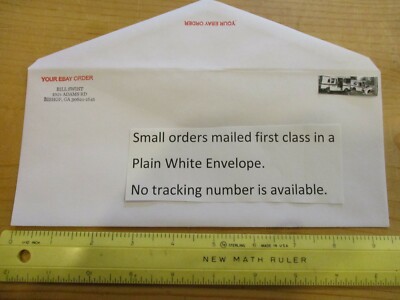 YOUR EBAY ORDER
YOUR EBAY ORDER
Small orders mailed first class in a
Plain White Envelope.
No tracking number is available.
STERLING
MADE IN U.S.A.
NEW MATH RULER